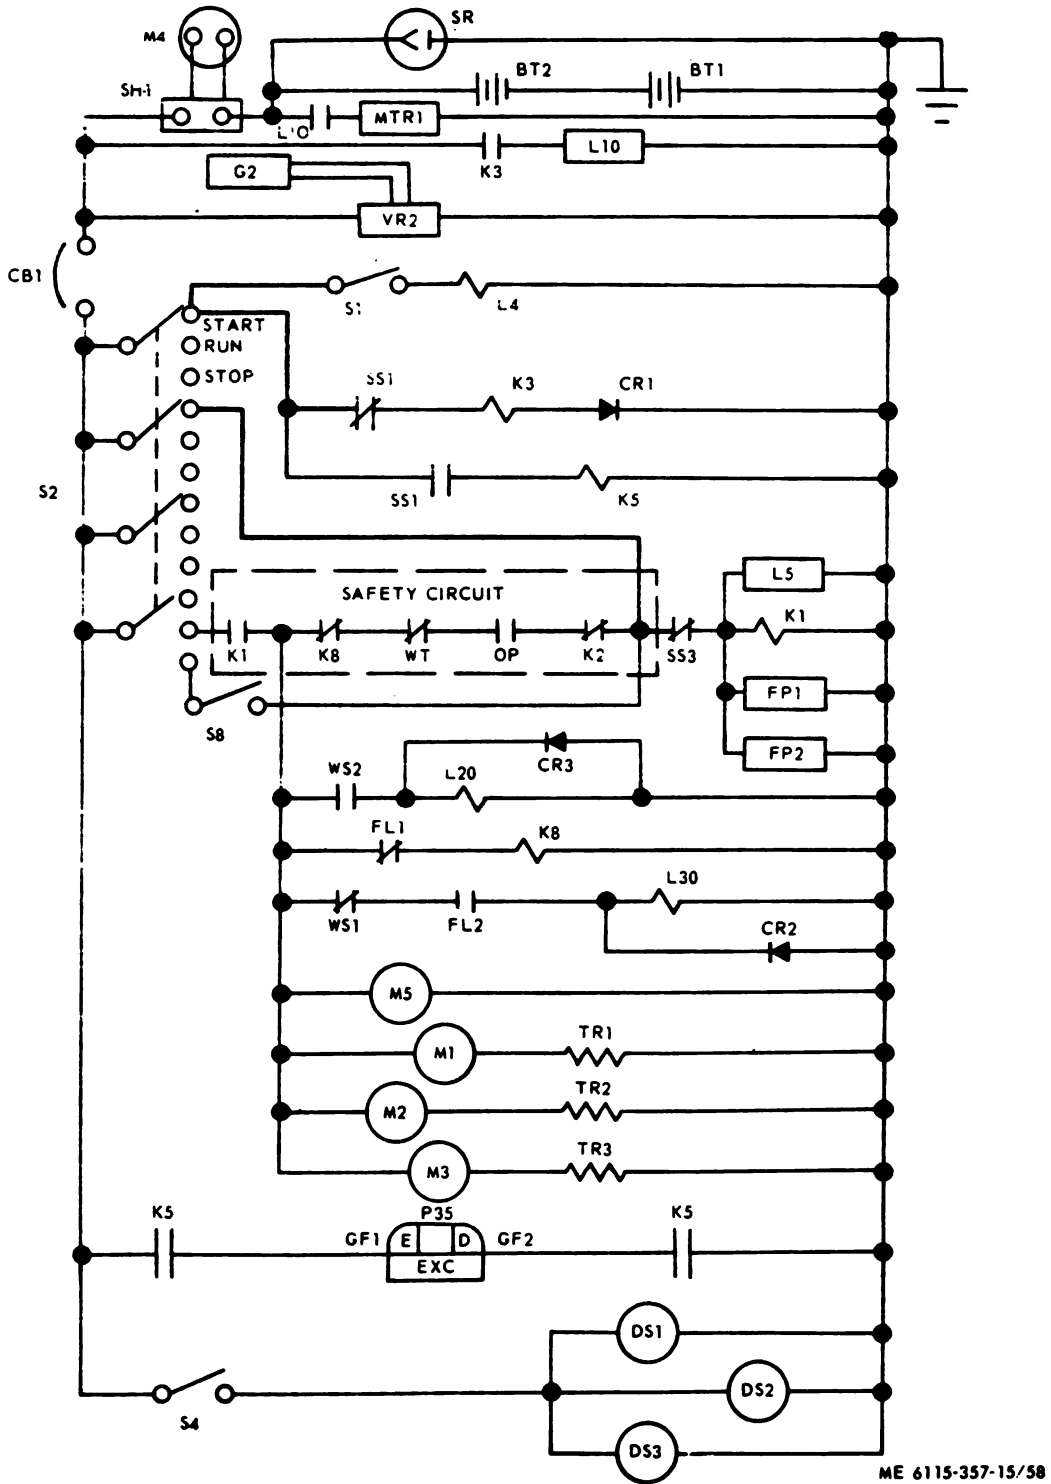 SR
M4
BT2
BT1
SH1
L10
MTR1
K3
L10
G2
VR2
CB1
S1
L4
START
RUN
STOP
SS1
K3
CR1
S2
SS1
K5
L5
SAFETY CIRCUIT
K1
K1
K8
WT
OP
K2
SS3
FP1
S8
FP2
CR3
WS2
L20
FL1
K8
L30
WS1
FL2
CR2
M5
TR1
M1
TR2
M2
TR3
M3
K5
P35
K5
GF1
E
D
GF2
EXC
DS1
DS2
S4
DS3
ME 6115-357-15/58